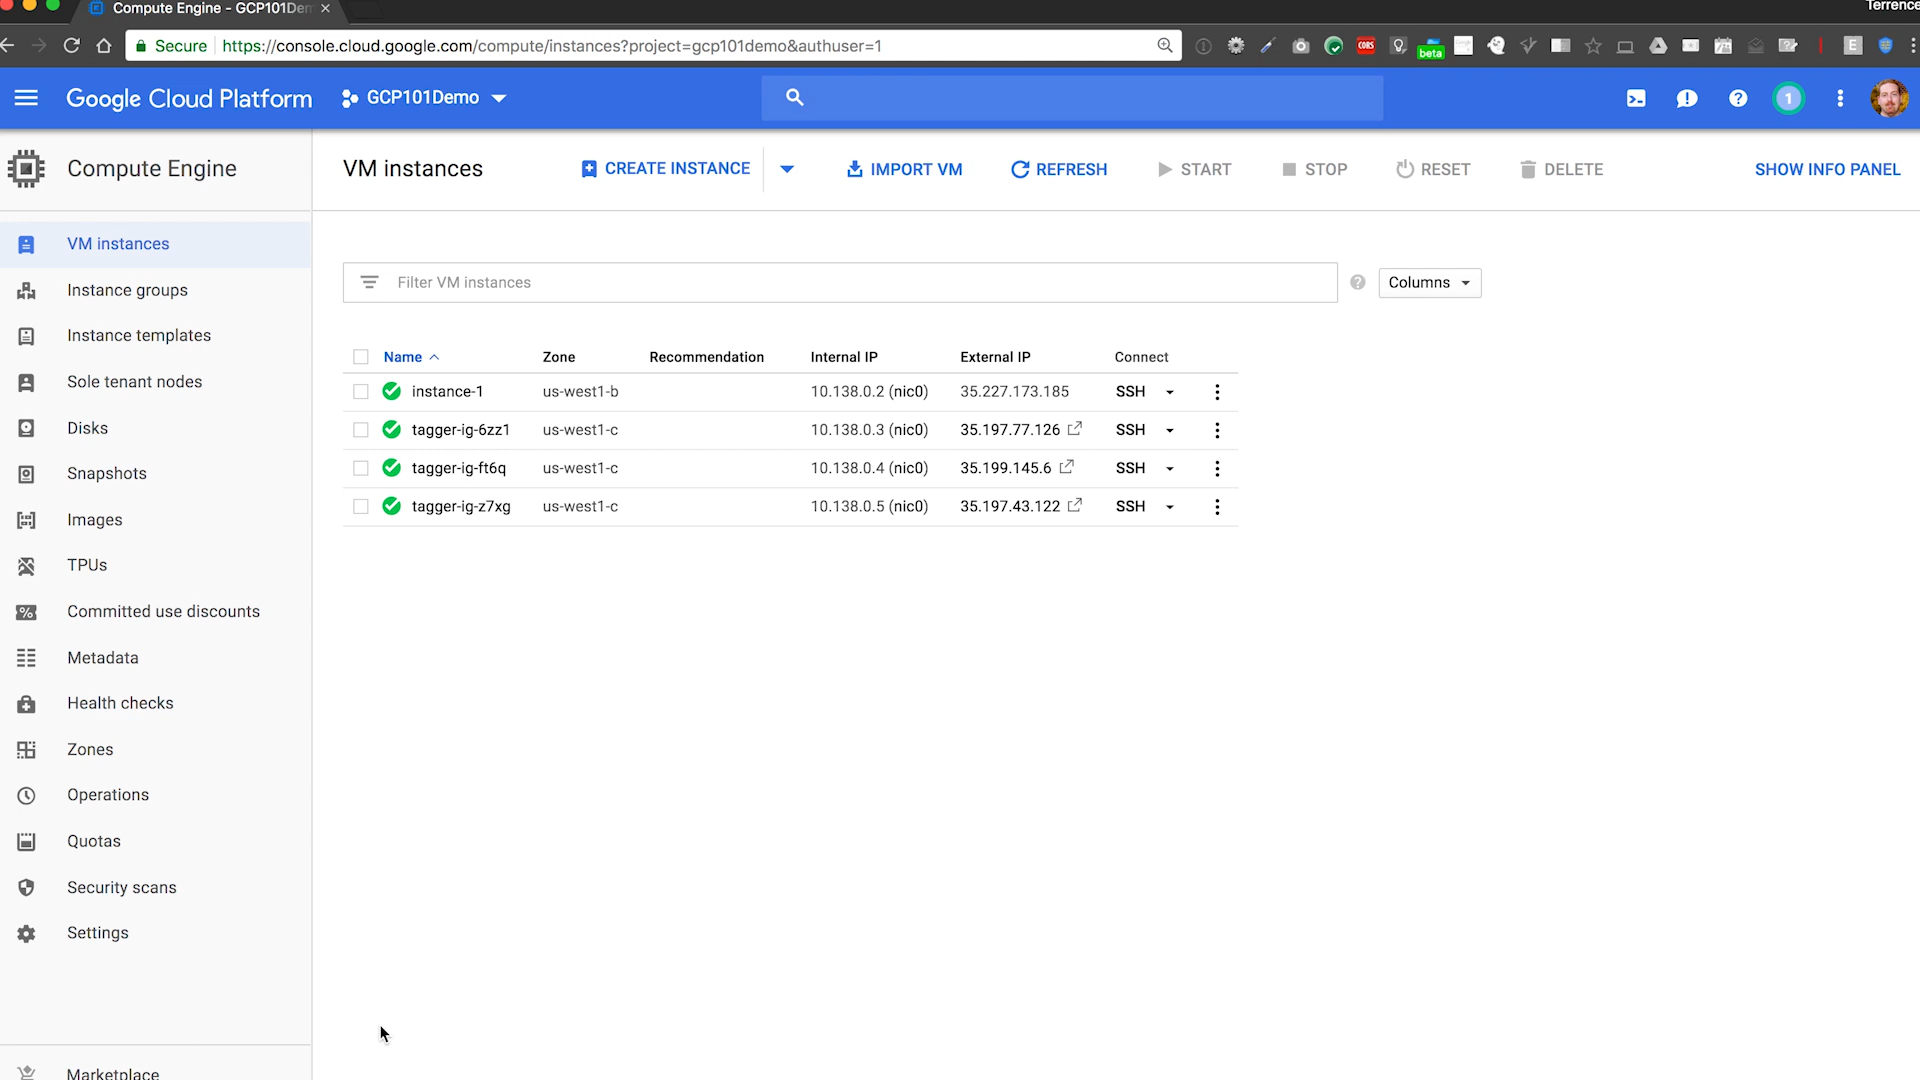 Terrence
Compute Engine - GCP101Dem
Secure https://console.cloud.google.com/compute/instances?project=gcp101demo&authuser=1
CORS
beta
E
Google Cloud Platform GCP101Demo
1
Compute Engine
VM instances CREATE INSTANCE IMPORT VM REFRESH START STOP RESET DELETE SHOW INFO PANEL
VM instances
Instance groups
Instance templates
Sole tenant nodes
Disks
Snapshots
Images
TPUs
Committed use discounts
Metadata
Health checks
Zones
Operations
Quotas
Security scans
Settings
Marketplace
Filter VM instances Columns
Name Zone Recommendation Internal IP External IP Connect
instance-1 us-west1-b 10.138.0.2 (nic0) 35.227.173.185 SSH
tagger-ig-6zz1 us-west1-c 10.138.0.3 (nic0) 35.197.77.126 SSH
tagger-ig-ft6q us-west1-c 10.138.0.4 (nic0) 35.199.145.6 SSH
tagger-ig-z7xg us-west1-c 10.138.0.5 (nic0) 35.197.43.122 SSH